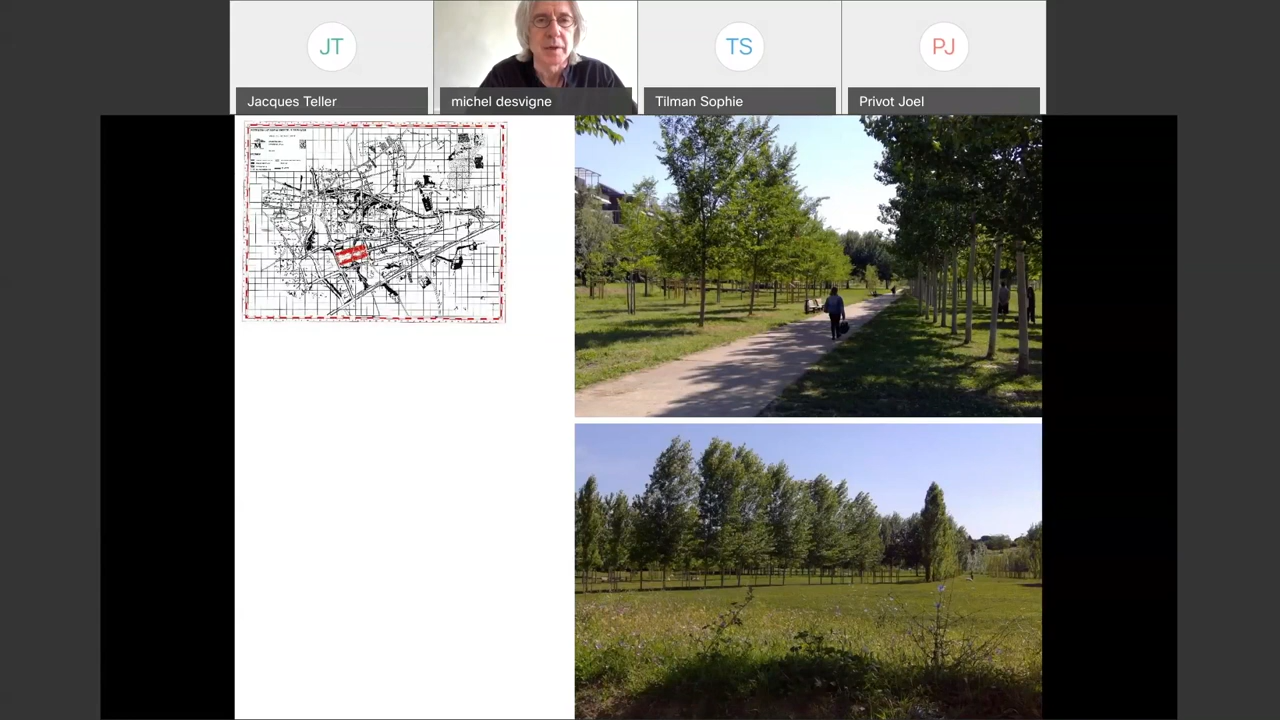 JT
TS
PJ
Jacques Teller
michel desvigne
Tilman Sophie
Privot Joel